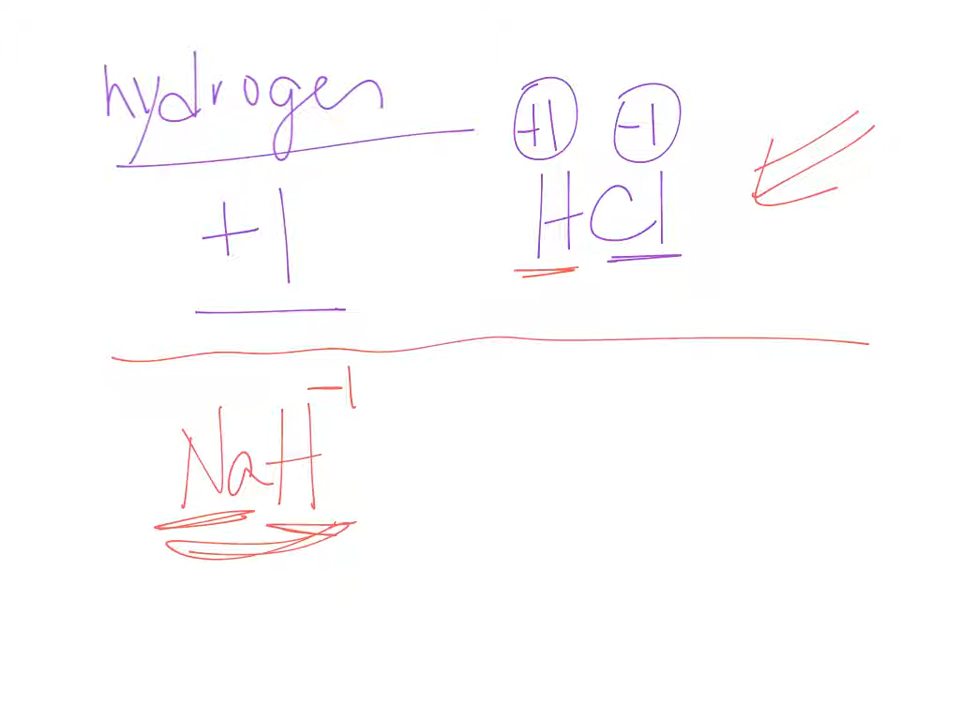 hydrogen
+1
+1 -1
HCl
NaH⁻¹